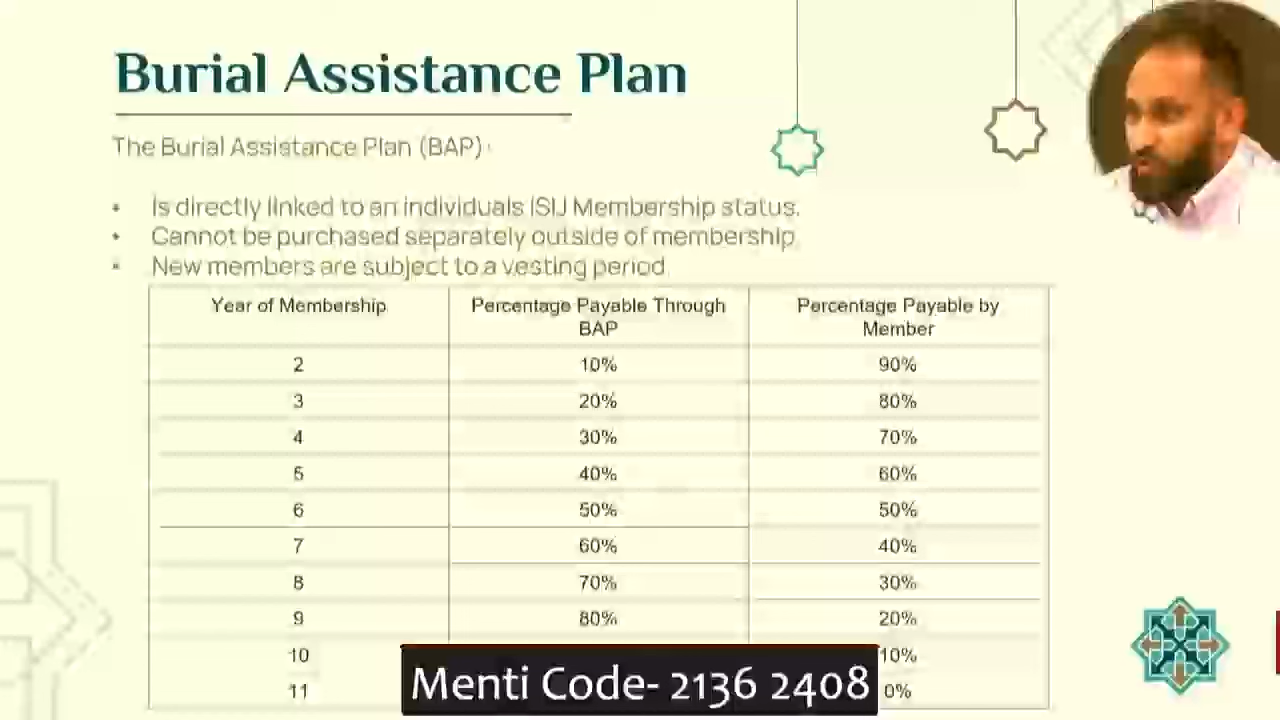 Burial Assistance Plan
The Burial Assistance Plan (BAP)
• Is directly linked to an individuals ISIJ Membership status.
• Cannot be purchased separately outside of membership
• New members are subject to a vesting period
Year of Membership Percentage Payable Through BAP Percentage Payable by Member
2 10% 90%
3 20% 80%
4 30% 70%
5 40% 60%
6 50% 50%
7 60% 40%
8 70% 30%
9 80% 20%
10 10%
11 0%
Menti Code- 2136 2408